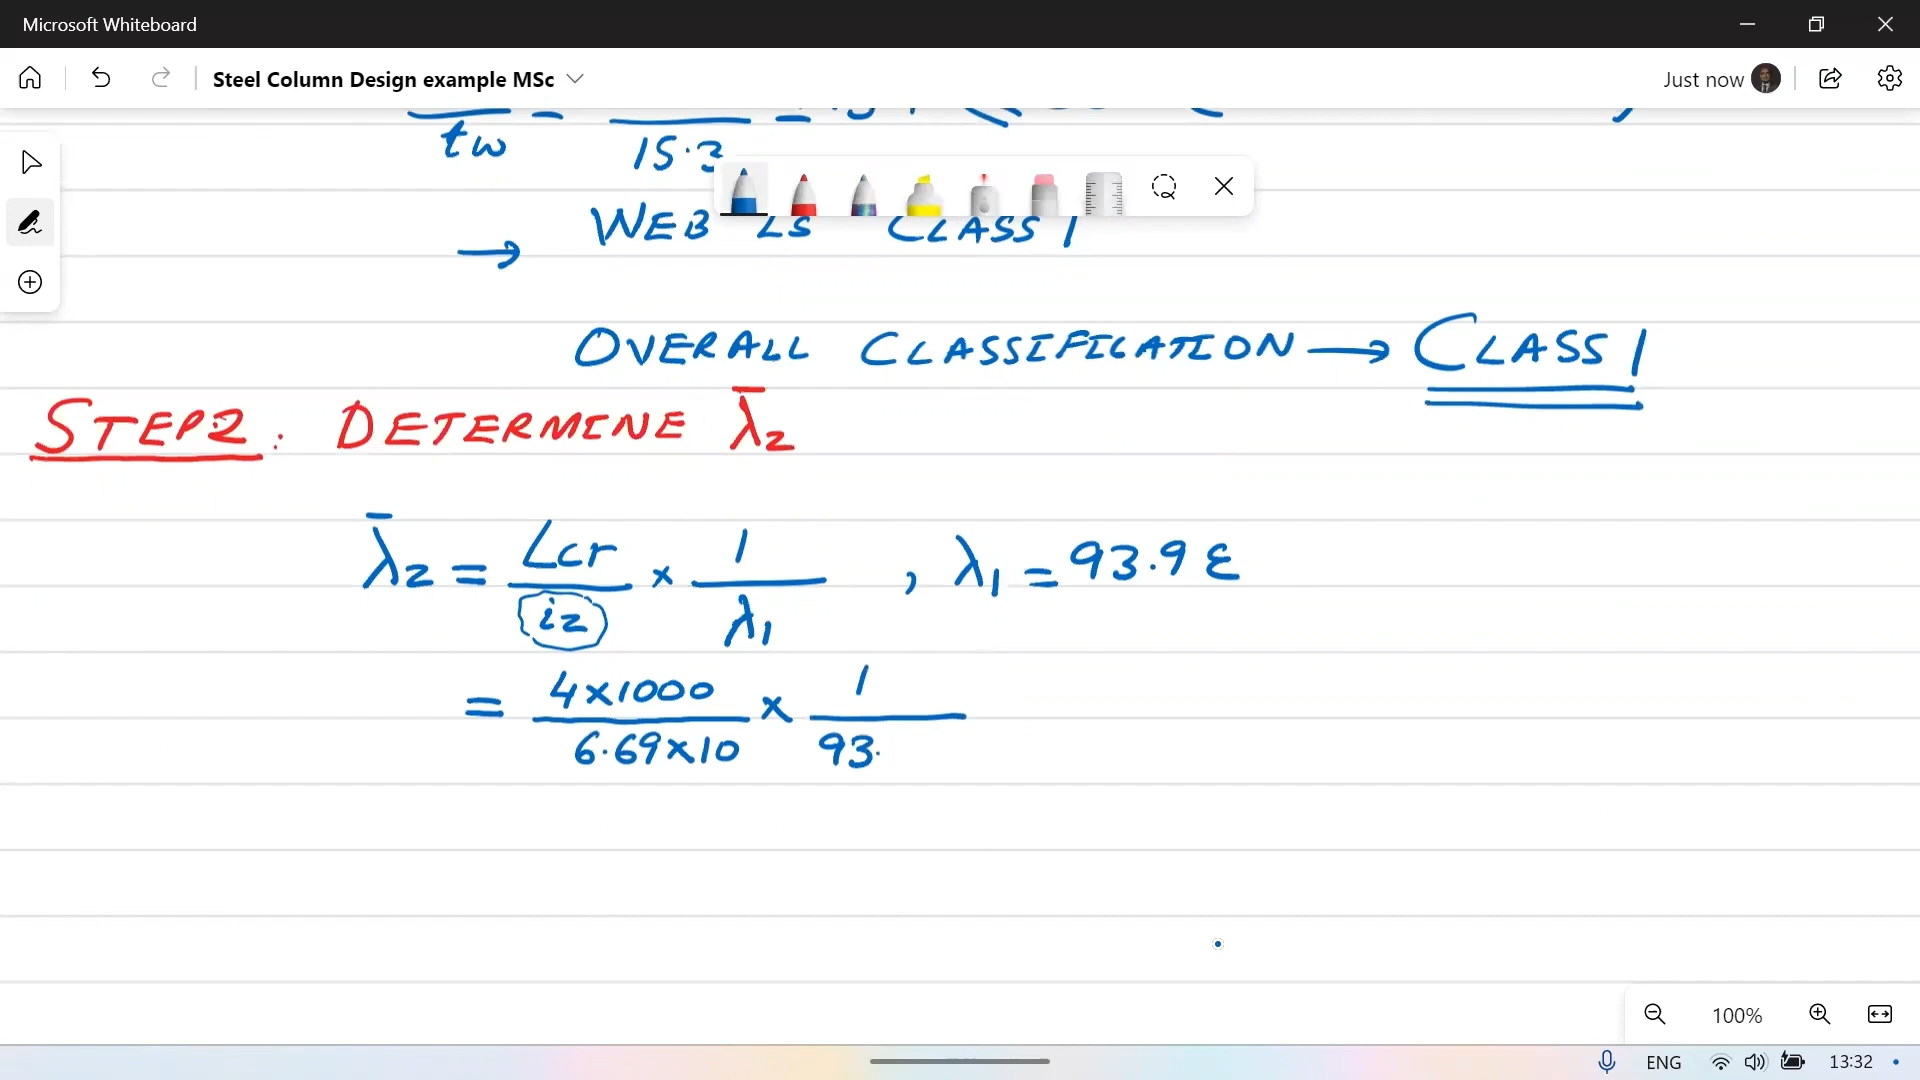 Microsoft Whiteboard
Steel Column Design example MSc
Just now
tw = 15.3 =
→ WEB IS CLASS 1
OVERALL CLASSIFICATION → CLASS 1
STEP2: DETERMINE λ̄z
λ̄z = Lcr/iz × 1/λ1 , λ1 = 93.9 ε
= 4×1000/6.69×10 × 1/93.
100%
ENG 13:32